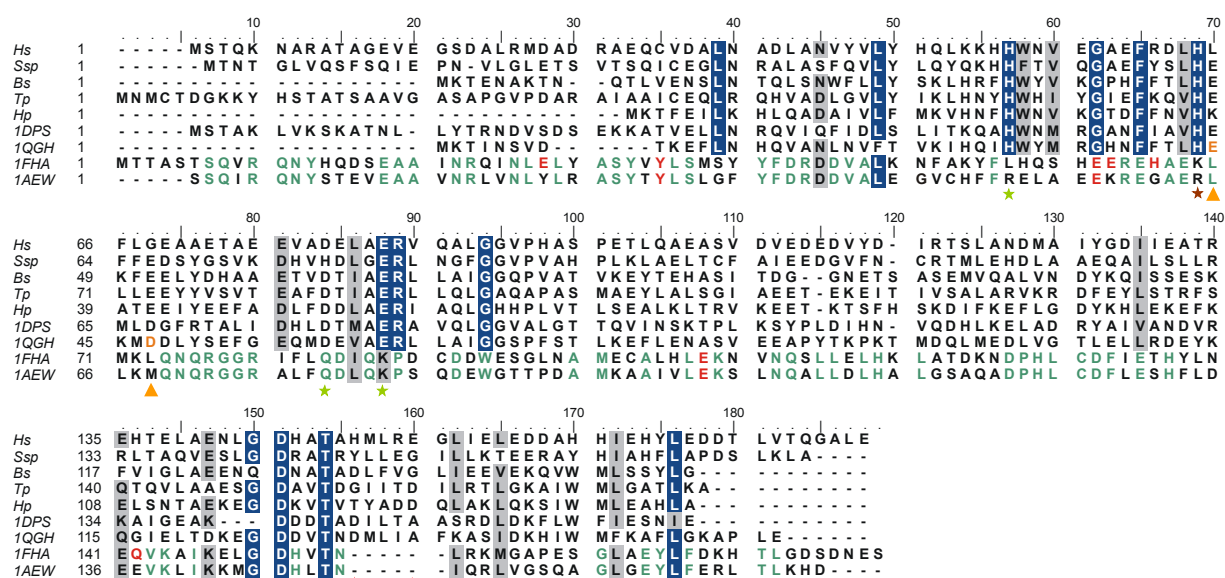 10 20 30 40 50 60 70
Hs 1 - - - - - M S T Q K N A R A T A G E V E G S D A L R M D A D R A E Q C V D A L N A D L A N V Y V L Y H Q L K K H H W N V E G A E F R D L H L
Ssp 1 - - - - - - M T N T G L V Q S F S Q I E P N - V L G L E T S V T S Q I C E G L N R A L A S F Q V L Y L Q Y Q K H H F T V Q G A E F Y S L H E
Bs 1 - - - - - - - - - - - - - - - - - - - - - M K T E N A K T N - Q T L V E N S L N T Q L S N W F L L Y S K L H R F H W Y V K G P H F F T L H E
Tp 1 M N M C T D G K K Y H S T A T S A A V G A S A P G V P D A R A I A A I C E Q L R Q H V A D L G V L Y I K L H N Y H W H I Y G I E F K Q V H E
Hp 1 - - - - - - - - - - - - - - - - - - - - - - - - - - - - - - - - M K T F E I L K H L Q A D A I V L F M K V H N F H W N V K G T D F F N V H K
1DPS 1 - - - - - M S T A K L V K S K A T N L - L Y T R N D V S D S E K K A T V E L L N R Q V I Q F I D L S L I T K Q A H W N M R G A N F I A V H E
1QGH 1 - - - - - - - - - - - - - - - - - - - - - - M K T I N S V D - - T K E F L N H Q V A N L N V F T V K I H Q I H W Y M R G H N F F T L H E
1FHA 1 M T T A S T S Q V R Q N Y H Q D S E A A I N R Q I N L E L Y A S Y V Y L S M S Y Y F D R D D V A L K N F A K Y F L H Q S H E E R E H A E K L
1AEW 1 - - - - - S S Q I R Q N Y S T E V E A A V N R L V N L Y L R A S Y T Y L S L G F Y F D R D D V A L E G V C H F F R E L A E E K R E G A E R L
80 90 100 110 120 130 140
Hs 66 F L G E A A E T A E E V A D E L A E R V Q A L G G V P H A S P E T L Q A E A S V D V E D E D V Y D - I R T S L A N D M A I Y G D I I E A T R
Ssp 64 F F E D S Y G S V K D H V H D L G E R L N G F G G V P V A H P L K L A E L T C F A I E E D G V F N - C R T M L E H D L A A E Q A I L S L L R
Bs 49 K F E E L Y D H A A E T V D T I A E R L L A I G G Q P V A T V K E Y T E H A S I T D G - - G N E T S A S E M V Q A L V N D Y K Q I S S E S K
Tp 71 L L E E Y Y V S V T E A F D T I A E R L L Q L G A Q A P A S M A E Y L A L S G I A E E T - E K E I T I V S A L A R V K R D F E Y L S T R F S
Hp 39 A T E E I Y E E F A D L F D D L A E R I A Q L G H H P L V T L S E A L K L T R V K E E T - K T S F H S K D I F K E F L G D Y K H L E K E F K
1DPS 65 M L D G F R T A L I D H L D T M A E R A V Q L G G V A L G T T Q V I N S K T P L K S Y P L D I H N - V Q D H L K E L A D R Y A I V A N D V R
1QGH 45 K M D D L Y S E F G E Q M D E V A E R L L A I G G S P F S T L K E F L E N A S I E E A P Y T K P K T M D Q L M E D L V G T L E L L R D E Y K
1FHA 71 M K L Q N Q R G G R I F L Q D I Q K P D C D D W E S G L N A M E C A L H L E K N V N Q S L L E L H K L A T D K N D P H L C D F I E T H Y L N
1AEW 66 L K M Q N Q R G G R A L F Q D L Q K P S Q D E W G T T P D A M K A A I V L E K S L N Q A L L D L H A L G S A Q A D P H L C D F L E S H F L D
150 160 170 180
Hs 135 E H T E L A E N L G D H A T A H M L R E G L I E L E D D A H H I E H Y L E D D T L V T Q G A L E
Ssp 133 R L T A Q V E S L G D R A T R Y L L E G I L L K T E E R A Y H I A H F L A P D S L K L A - - - -
Bs 117 F V I G L A E E N Q D N A T A D L F V G L I E E V E K Q V W M L S S Y L G - - - - - - - - - - -
Tp 140 Q T Q V L A A E S G D A V T D G I I T D I L R T L G K A I W M L G A T L K A - - - - - - - - - -
Hp 108 E L S N T A E K E G D K V T V T Y A D D Q L A K L Q K S I W M L E A H L A - - - - - - - - - - -
1DPS 134 K A I G E A K - - - D D D T A D I L T A A S R D L D K F L W F I E S N I E - - - - - - - - - - -
1QGH 115 Q G I E L T D K E G D D V T N D M L I A F K A S I D K H I W M F K A F L G K A P L E - - - - - -
1FHA 141 E Q V K A I K E L G D H V T N - - - - - L R K M G A P E S G L A E Y L F D K H T L G D S D N E S
1AEW 136 E E V K L I K K M G D H L T N - - - - - I Q R L V G S Q A G L G E Y L F E R L T L K H D - - - -